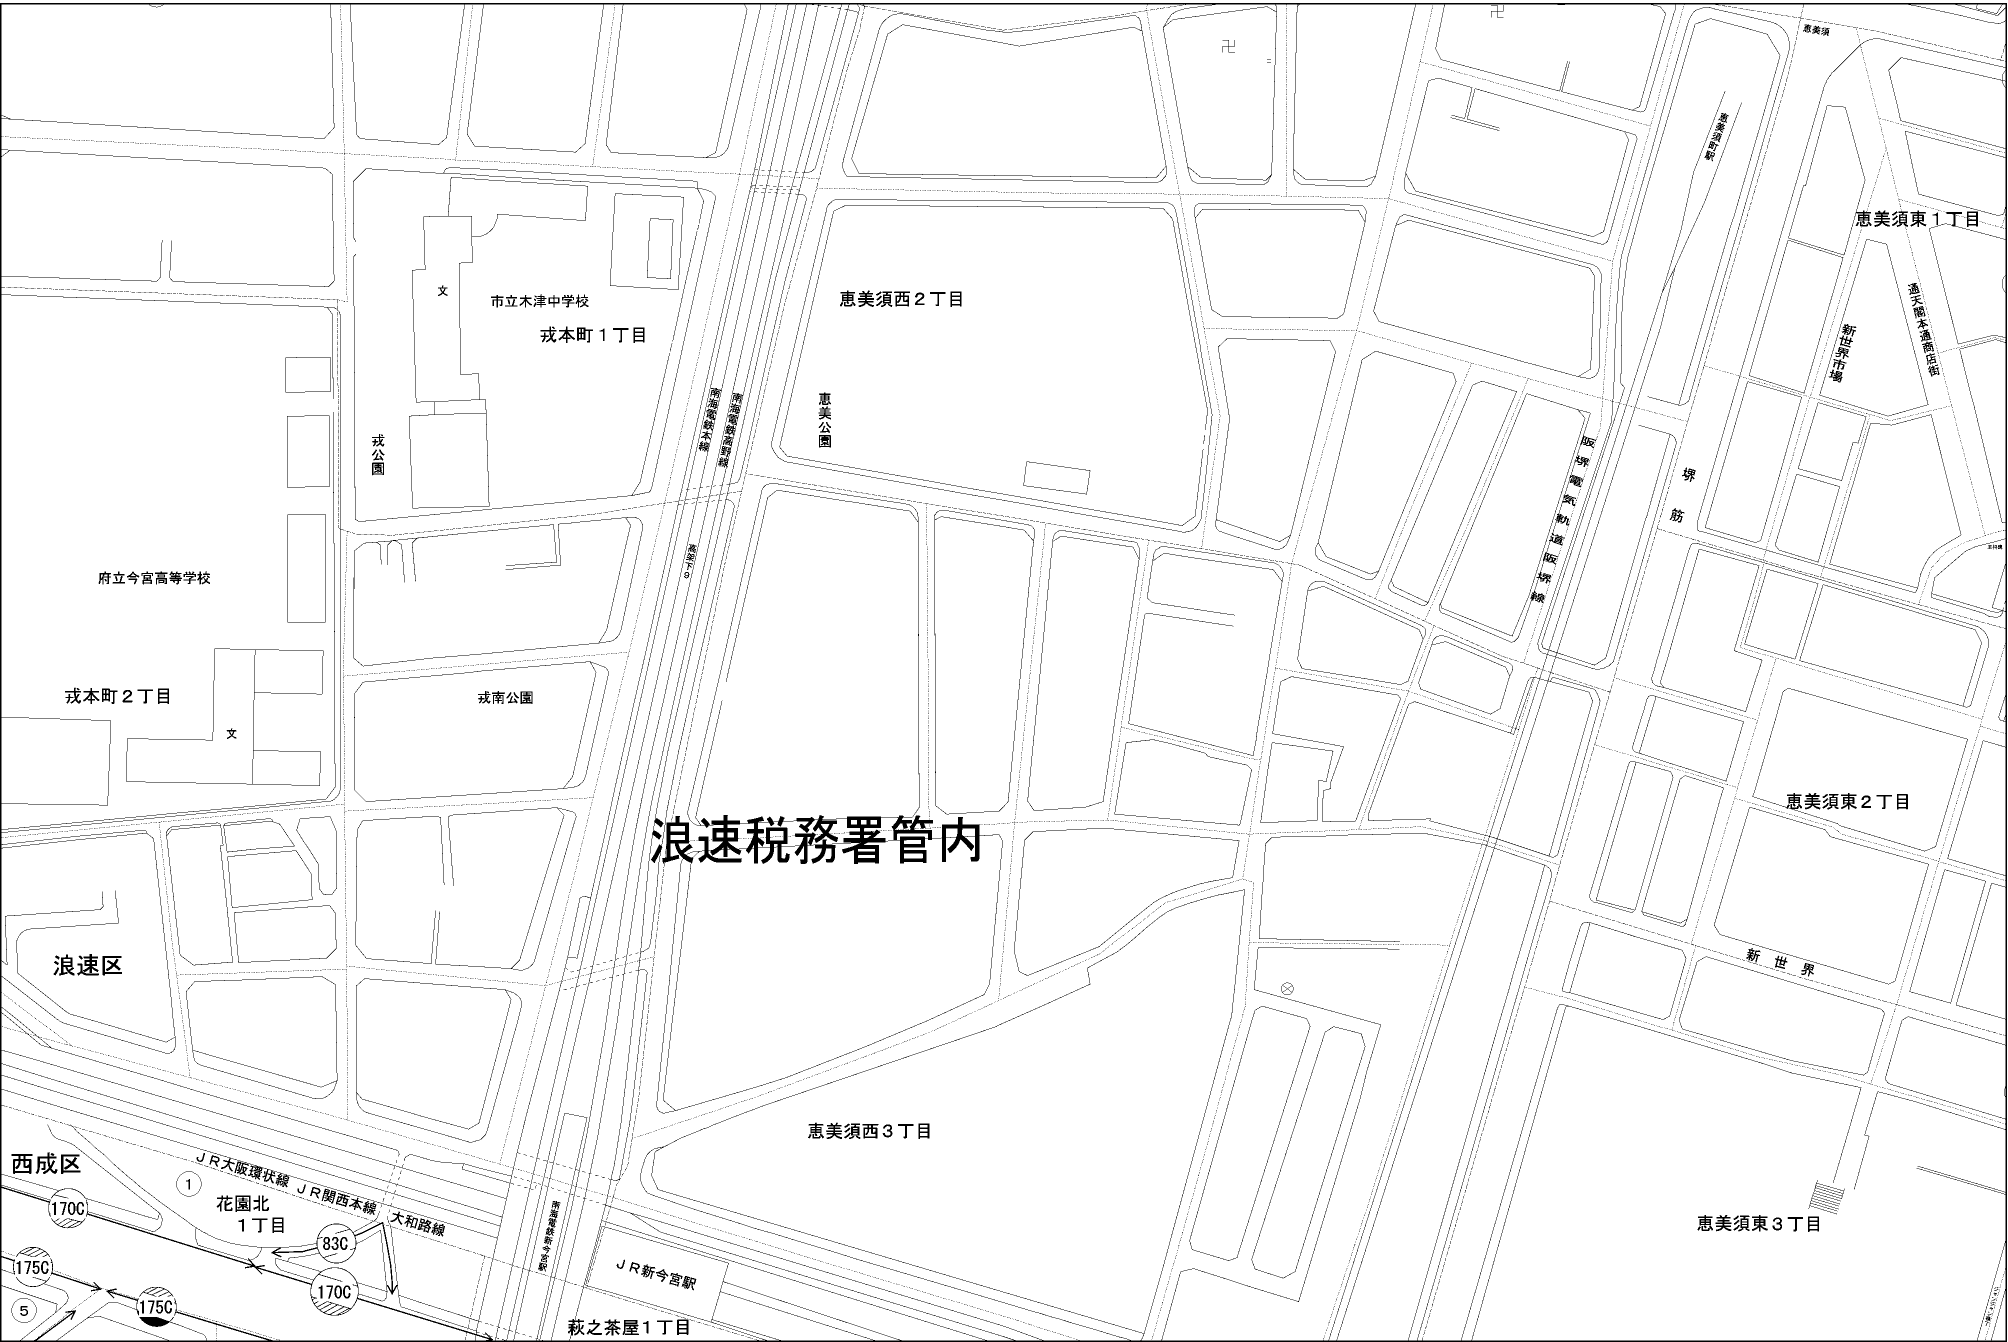 恵美須
恵美須町駅
恵美須東1丁目
文
市立木津中学校
戎本町1丁目
恵美須西2丁目
通天閣本通商店街
新世界市場
南海電鉄本線
南海電鉄高野線
恵美公園
戎公園
阪堺電気軌道阪堺線
堺筋
高架下9
府立今宮高等学校
戎本町2丁目
戎南公園
文
恵美須東2丁目
浪速税務署管内
浪速区
新世界
恵美須西3丁目
西成区
JR大阪環状線 JR関西本線 大和路線
1
花園北
1丁目
170C
83C
南海電鉄新今宮駅
恵美須東3丁目
175C
170C
JR新今宮駅
5
175C
萩之茶屋1丁目